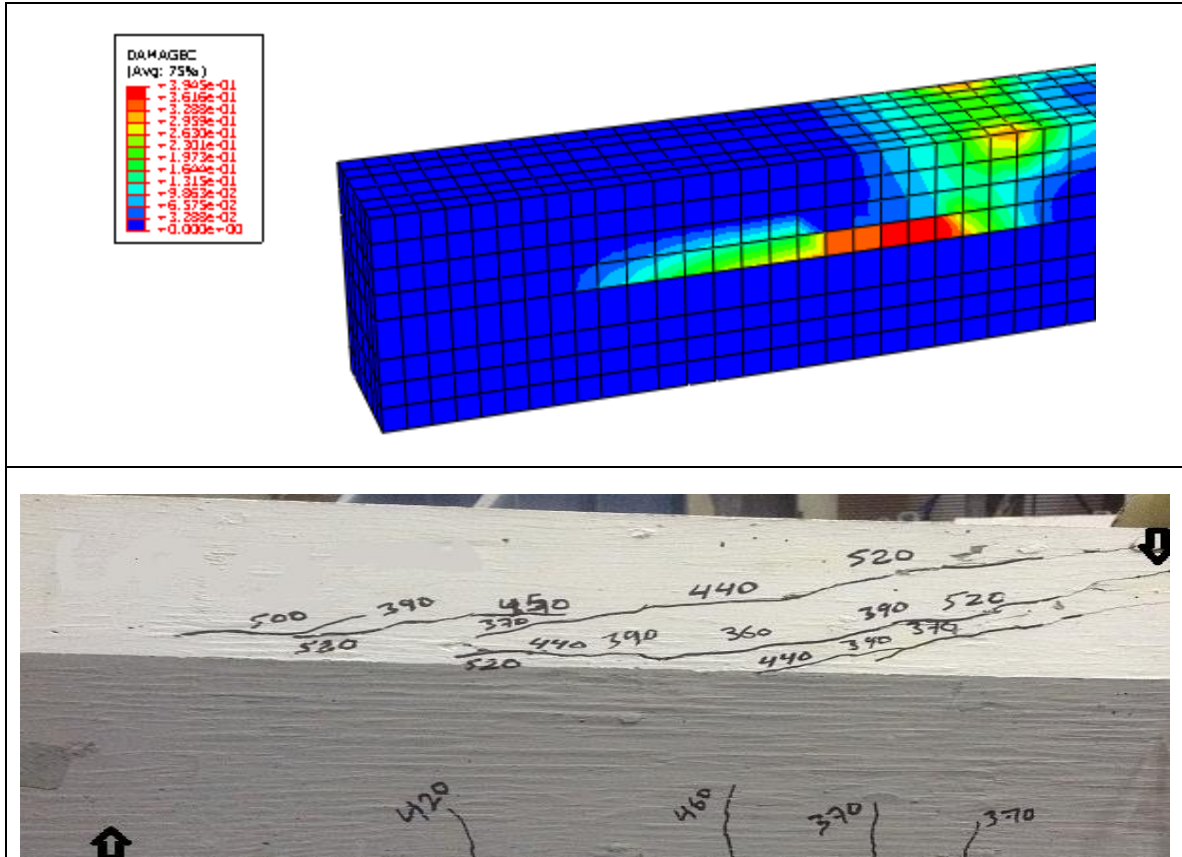 DAMAGEC
(Avg: 75%)
+3.945e-01
+3.616e-01
+3.288e-01
+2.959e-01
+2.630e-01
+2.301e-01
+1.973e-01
+1.644e-01
+1.315e-01
+9.863e-02
+6.575e-02
+3.288e-02
+0.000e+00
520
440
500 390
370
390 520
520
440 390 360
390 370
520
440
420
460
370
370